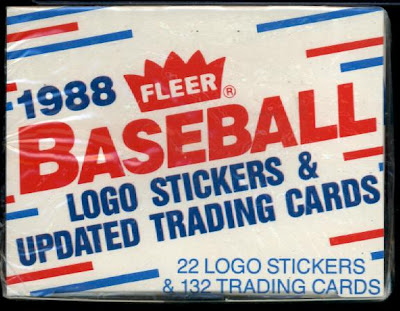 1988 FLEER®
BASEBALL
LOGO STICKERS &
UPDATED TRADING CARDS
22 LOGO STICKERS
& 132 TRADING CARDS